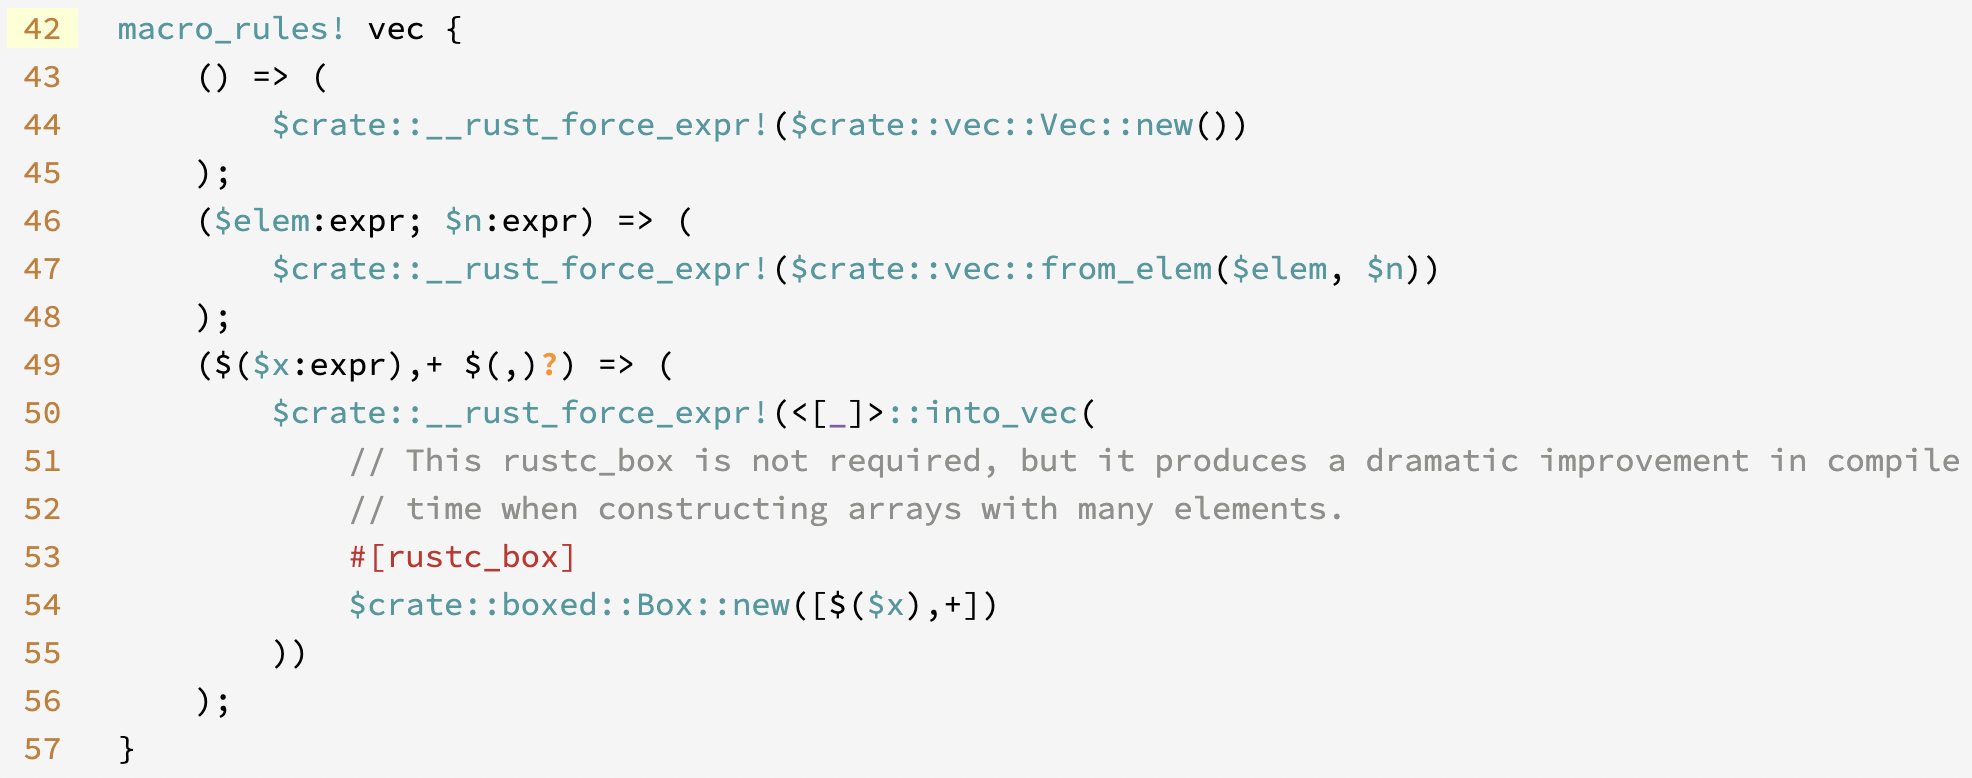 42 macro_rules! vec {
43     () => (
44         $crate::__rust_force_expr!($crate::vec::Vec::new())
45     );
46     ($elem:expr; $n:expr) => (
47         $crate::__rust_force_expr!($crate::vec::from_elem($elem, $n))
48     );
49     ($($x:expr),+ $(,)?) => (
50         $crate::__rust_force_expr!(<[_]>::into_vec(
51             // This rustc_box is not required, but it produces a dramatic improvement in compile
52             // time when constructing arrays with many elements.
53             #[rustc_box]
54             $crate::boxed::Box::new([$($x),+])
55         ))
56     );
57 }